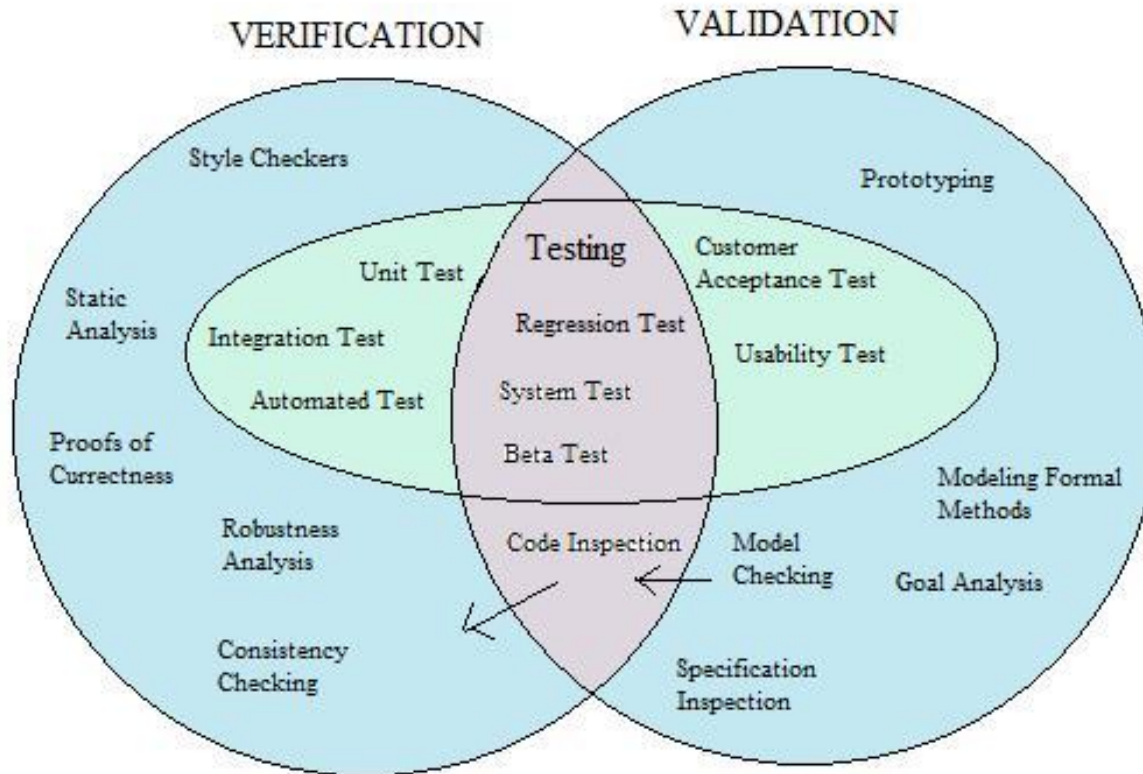 VERIFICATION
VALIDATION
Style Checkers
Prototyping
Testing
Customer
Acceptance Test
Unit Test
Static
Analysis
Integration Test
Regression Test
Usability Test
Automated Test
System Test
Proofs of
Currectness
Beta Test
Modeling Formal
Methods
Robustness
Analysis
Code Inspection
Model
Checking
Goal Analysis
Consistency
Checking
Specification
Inspection